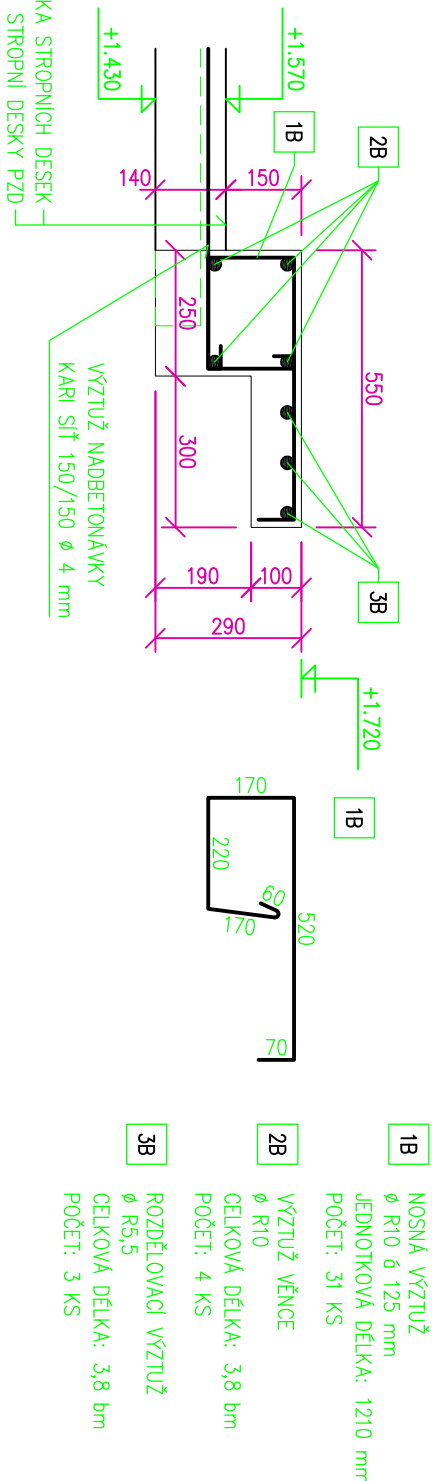 +1.570
+1.430
KA STROPNÍCH DESEK
STROPNÍ DESKY PZD
1B
2B
140
150
250
300
550
190
100
290
3B
VÝZTUŽ NADBETONÁVKY
KARI SÍŤ 150/150 ø 4 mm
+1.720
1B
170
220
60
170
520
70
1B
NOSNÁ VÝZTUŽ
ø R10 á 125 mm
JEDNOTKOVÁ DÉLKA: 1210 mm
POČET: 31 KS
2B
VÝZTUŽ VĚNCE
ø R10
CELKOVÁ DÉLKA: 3,8 bm
POČET: 4 KS
3B
ROZDĚLOVACÍ VÝZTUŽ
ø R5,5
CELKOVÁ DÉLKA: 3,8 bm
POČET: 3 KS